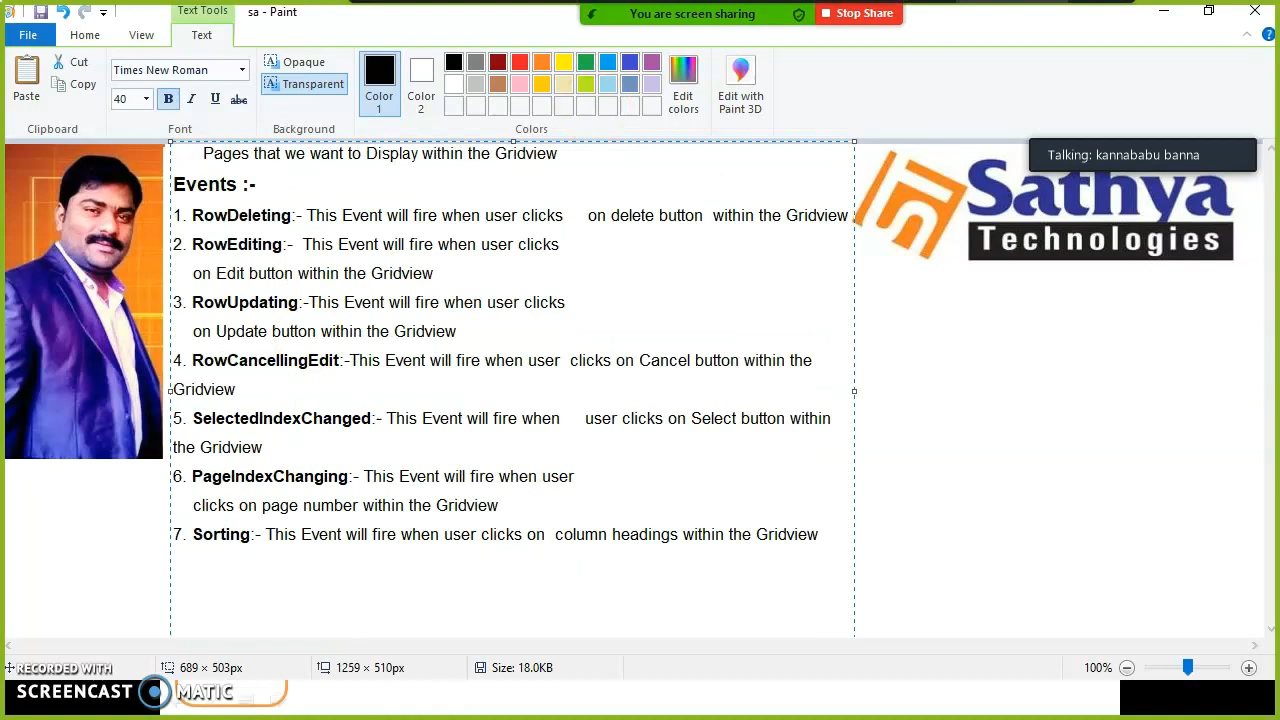 Text Tools
sa - Paint
You are screen sharing
Stop Share
File
Home
View
Text
Paste
Cut
Copy
Clipboard
Times New Roman
40
B
I
U
abc
Font
Opaque
Transparent
Background
Color
1
Color
2
Colors
Edit
colors
Edit with
Paint 3D
Talking: kannababu banna
Pages that we want to Display within the Gridview
Events :-
1. RowDeleting:- This Event will fire when user clicks on delete button within the Gridview
2. RowEditing:- This Event will fire when user clicks
on Edit button within the Gridview
3. RowUpdating:-This Event will fire when user clicks
on Update button within the Gridview
4. RowCancellingEdit:-This Event will fire when user clicks on Cancel button within the
Gridview
5. SelectedIndexChanged:- This Event will fire when user clicks on Select button within
the Gridview
6. PageIndexChanging:- This Event will fire when user
clicks on page number within the Gridview
7. Sorting:- This Event will fire when user clicks on column headings within the Gridview
Sathya
Technologies
689 × 503px
1259 × 510px
Size: 18.0KB
100%
RECORDED WITH
SCREENCAST MATIC